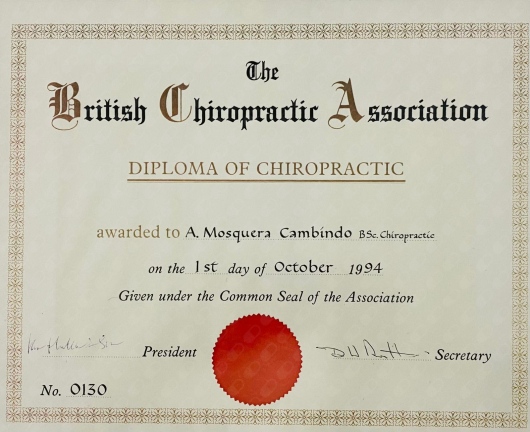 The
British Chiropractic Association
DIPLOMA OF CHIROPRACTIC
awarded to A. Mosquera Cambindo BSc. Chiropractic
on the 1st day of October 1994
Given under the Common Seal of the Association
President
Secretary
No. 0130